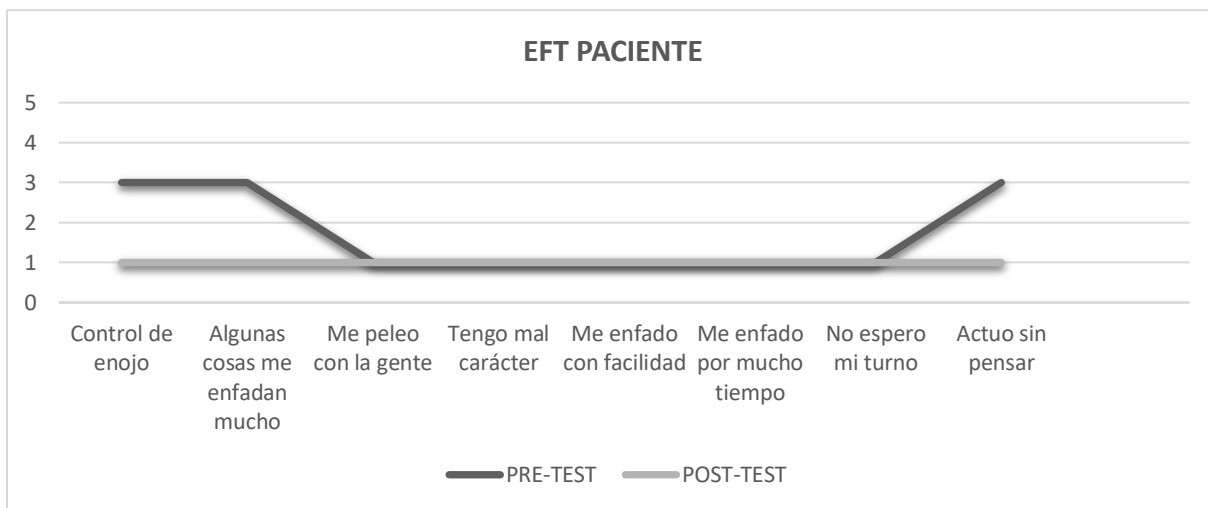 EFT PACIENTE
5
4
3
2
1
0
Control de
enojo
Algunas
cosas me
enfadan
mucho
Me peleo
con la gente
Tengo mal
carácter
Me enfado
con facilidad
Me enfado
por mucho
tiempo
No espero
mi turno
Actuo sin
pensar
PRE-TEST
POST-TEST